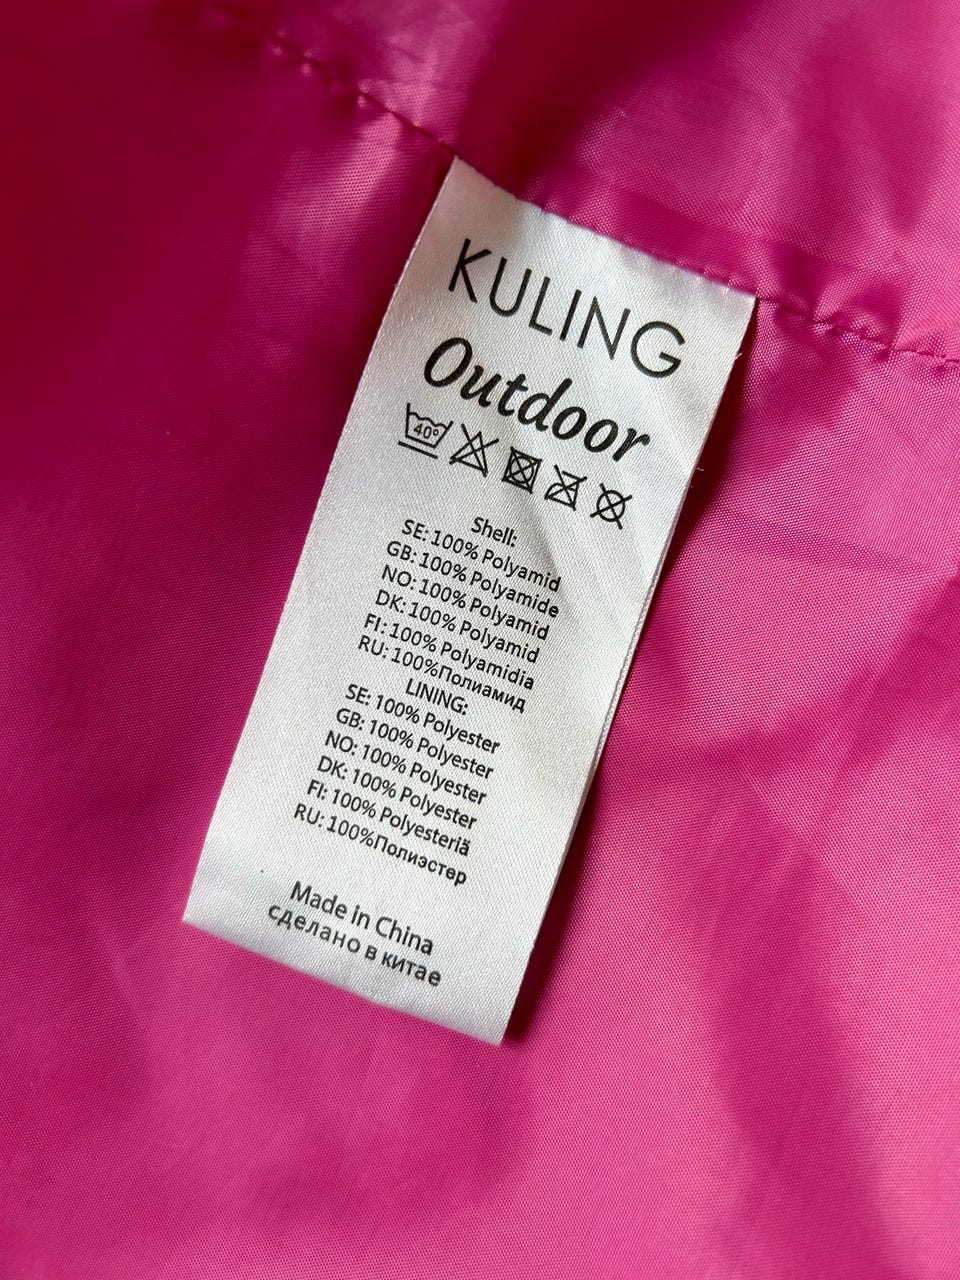 KULING
Outdoor
40°
Shell:
SE: 100% Polyamid
GB: 100% Polyamide
NO: 100% Polyamid
DK: 100% Polyamid
FI: 100% Polyamidia
RU: 100%Полиамид
LINING:
SE: 100% Polyester
GB: 100% Polyester
NO: 100% Polyester
DK: 100% Polyester
FI: 100% Polyesteriä
RU: 100%Полиэстөр
Made in China
сделано в китае